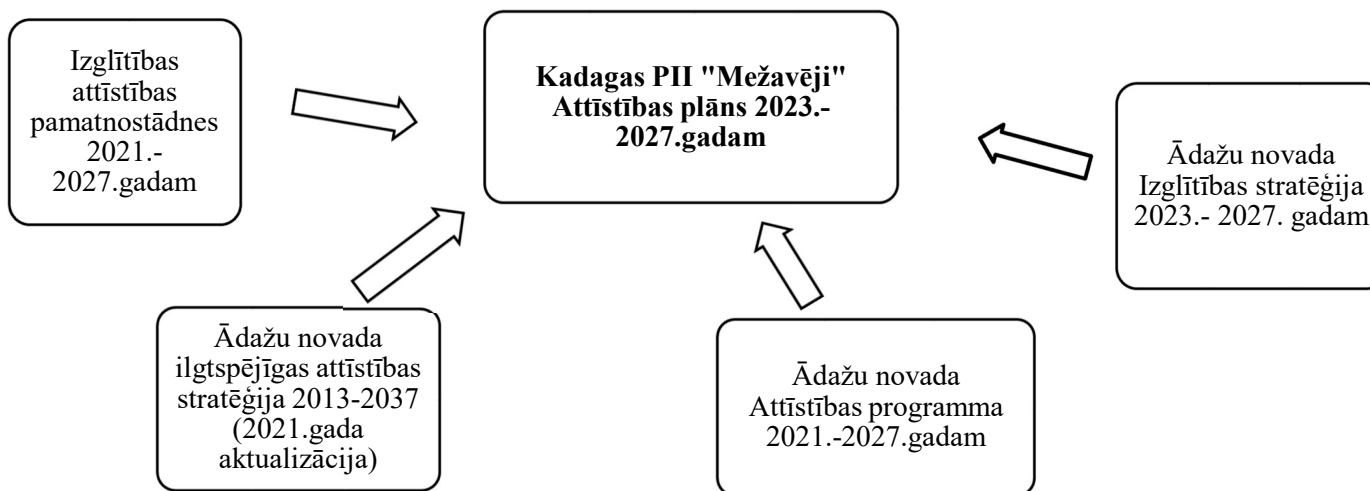 Izglītības
attīstības
pamatnostādnes
2021.-
2027.gadam
Kadagas PII "Mežavēji"
Attīstības plāns 2023.-
2027.gadam
Ādažu novada
Izglītības stratēģija
2023.- 2027. gadam
Ādažu novada
ilgtspējīgas attīstības
stratēģija 2013-2037
(2021.gada
aktualizācija)
Ādažu novada
Attīstības programma
2021.-2027.gadam